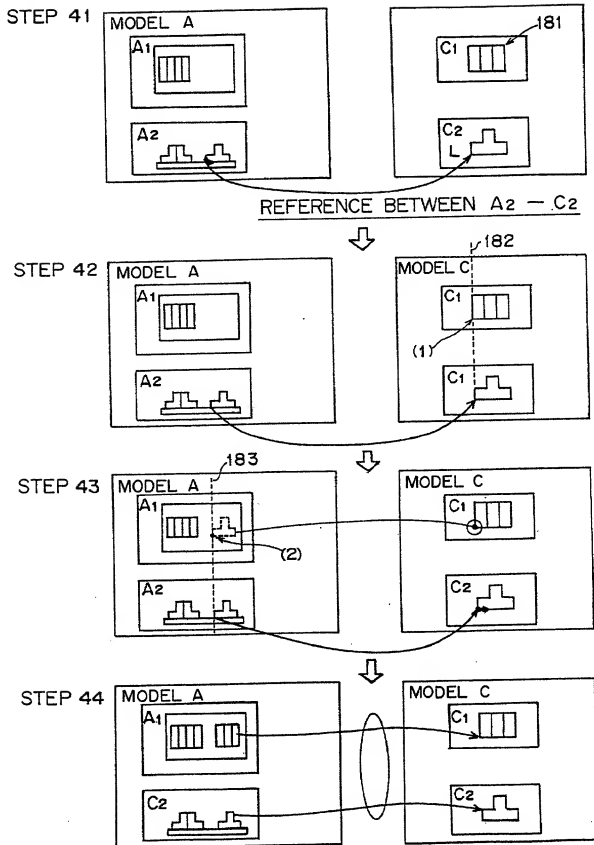 STEP 41
MODEL A
A1
A2
C1
181
C2
L
REFERENCE BETWEEN A2 - C2
182
STEP 42
MODEL A
A1
A2
MODEL C
C1
(1)
C1
183
STEP 43
MODEL A
A1
(2)
A2
MODEL C
C1
C2
STEP 44
MODEL A
A1
C2
MODEL C
C1
C2